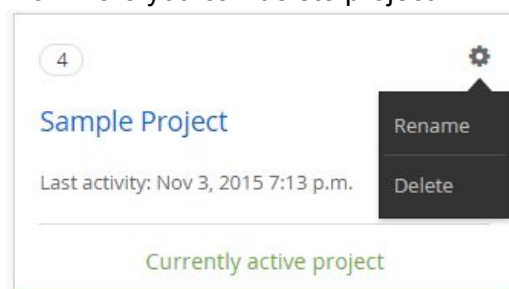 4
Sample Project
Rename
Last activity: Nov 3, 2015 7:13 p.m.
Delete
Currently active project